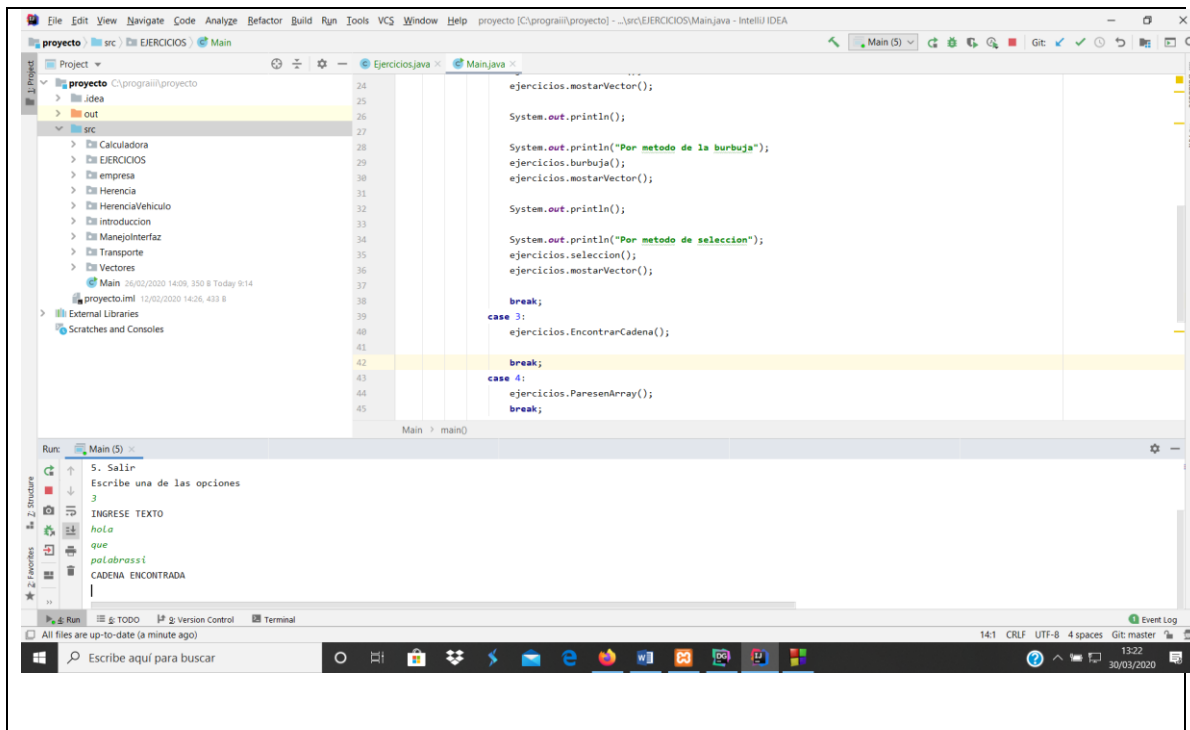 File Edit View Navigate Code Analyze Refactor Build Run Tools VCS Window Help proyecto [C:\prograiii\proyecto] - ...\src\EJERCICIOS\Main.java - IntelliJ IDEA
proyecto src EJERCICIOS Main
Main (5) Git:
1: Project
Project
Ejercicios.java Main.java
proyecto C:\prograiii\proyecto
.idea
out
src
Calculadora
EJERCICIOS
empresa
Herencia
HerenciaVehiculo
introduccion
ManejoInterfaz
Transporte
Vectores
Main 26/02/2020 14:09, 350 B Today 9:14
proyecto.iml 12/02/2020 14:26, 433 B
External Libraries
Scratches and Consoles
24 ejercicios.mostarVector();
25
26 System.out.println();
27
28 System.out.println("Por metodo de la burbuja");
29 ejercicios.burbuja();
30 ejercicios.mostarVector();
31
32 System.out.println();
33
34 System.out.println("Por metodo de seleccion");
35 ejercicios.seleccion();
36 ejercicios.mostarVector();
37
38 break;
39 case 3:
40 ejercicios.EncontrarCadena();
41
42 break;
43 case 4:
44 ejercicios.ParesenArray();
45 break;
Main > main()
Run: Main (5)
5. Salir
Escribe una de las opciones
3
INGRESE TEXTO
hola
que
palabrassi
CADENA ENCONTRADA
Z: Structure
2: Favorites
4: Run 6: TODO 9: Version Control Terminal
1 Event Log
All files are up-to-date (a minute ago)
14:1 CRLF UTF-8 4 spaces Git: master
Escribe aquí para buscar
13:22
30/03/2020